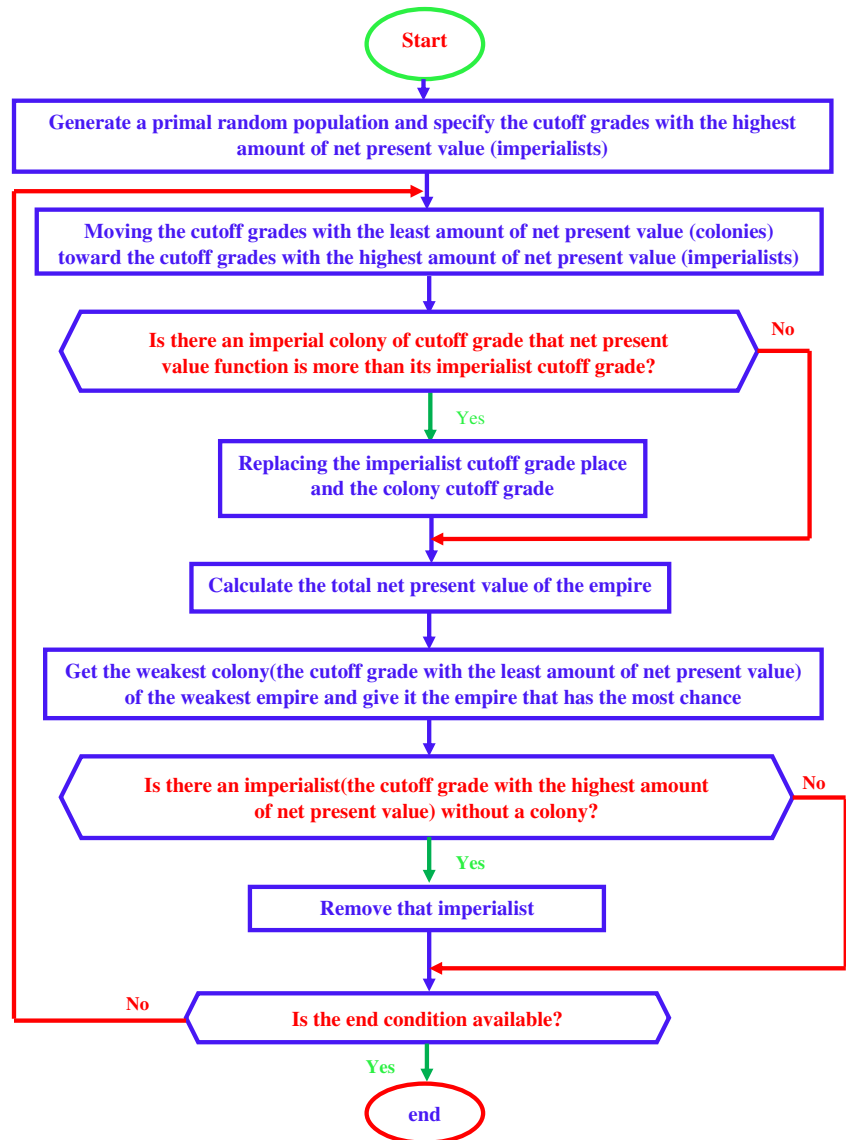 Start
Generate a primal random population and specify the cutoff grades with the highest
amount of net present value (imperialists)
Moving the cutoff grades with the least amount of net present value (colonies)
toward the cutoff grades with the highest amount of net present value (imperialists)
Is there an imperial colony of cutoff grade that net present
value function is more than its imperialist cutoff grade?
No
Yes
Replacing the imperialist cutoff grade place
and the colony cutoff grade
Calculate the total net present value of the empire
Get the weakest colony(the cutoff grade with the least amount of net present value)
of the weakest empire and give it the empire that has the most chance
Is there an imperialist(the cutoff grade with the highest amount
of net present value) without a colony?
No
Yes
Remove that imperialist
No
Is the end condition available?
Yes
end